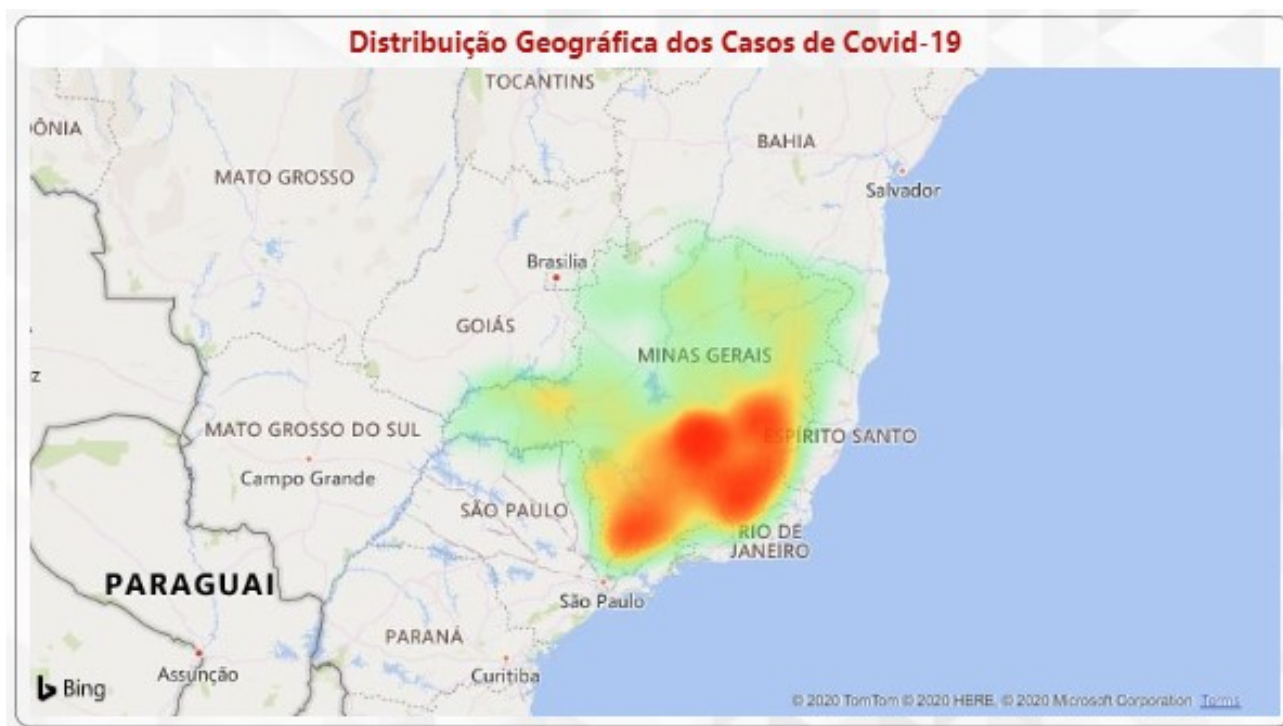 Distribuição Geográfica dos Casos de Covid-19
TOCANTINS
DÔNIA
BAHIA
MATO GROSSO
Salvador
Brasilia
GOIÁS
MINAS GERAIS
z
MATO GROSSO DO SUL
ESPÍRITO SANTO
Campo Grande
SÃO PAULO
RIO DE
JANEIRO
PARAGUAI
São Paulo
PARANÁ
Assunção
Curitiba
Bing
© 2020 TomTom © 2020 HERE, © 2020 Microsoft Corporation Terms